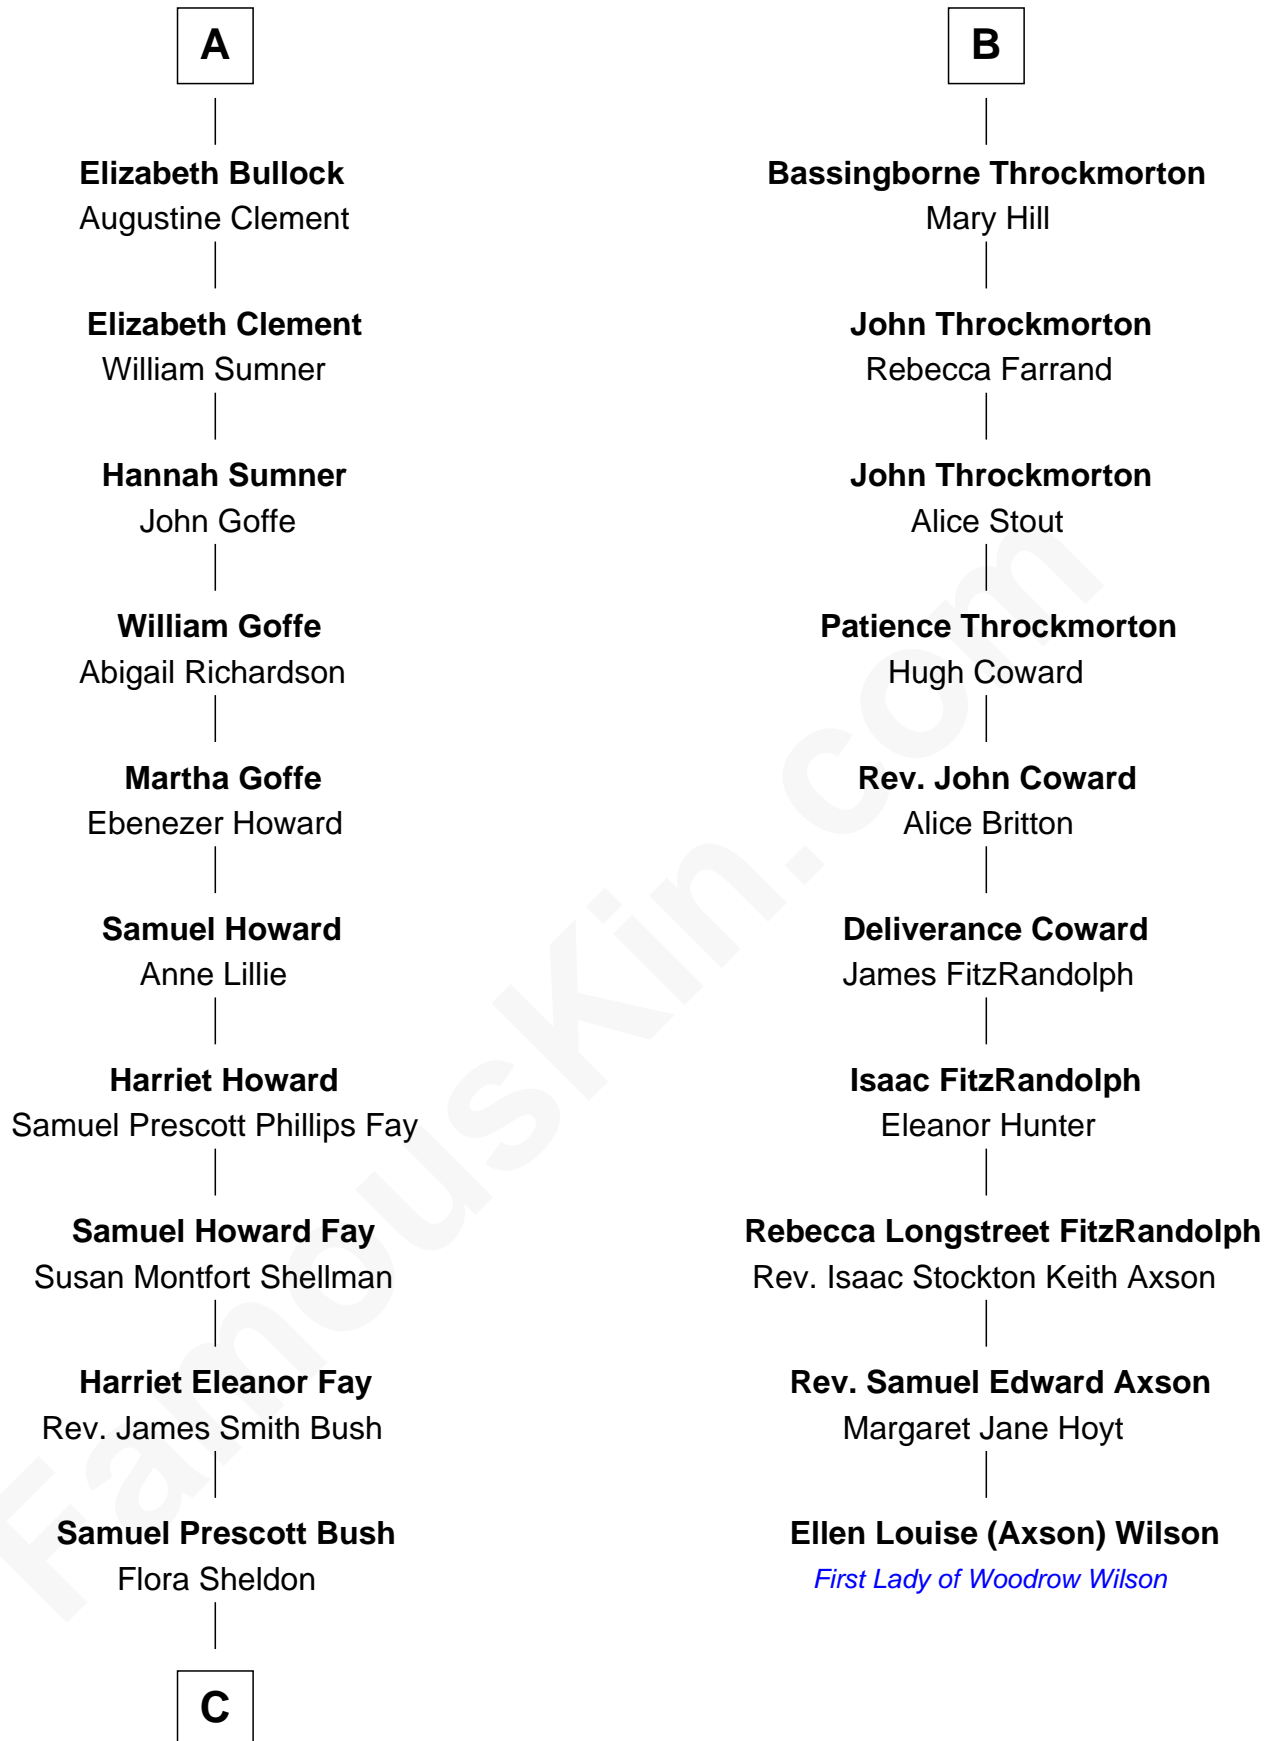 A
Elizabeth Bullock
Augustine Clement
Elizabeth Clement
William Sumner
Hannah Sumner
John Goffe
William Goffe
Abigail Richardson
Martha Goffe
Ebenezer Howard
Samuel Howard
Anne Lillie
Harriet Howard
Samuel Prescott Phillips Fay
Samuel Howard Fay
Susan Montfort Shellman
Harriet Eleanor Fay
Rev. James Smith Bush
Samuel Prescott Bush
Flora Sheldon
C
B
Bassingborne Throckmorton
Mary Hill
John Throckmorton
Rebecca Farrand
John Throckmorton
Alice Stout
Patience Throckmorton
Hugh Coward
Rev. John Coward
Alice Britton
Deliverance Coward
James FitzRandolph
Isaac FitzRandolph
Eleanor Hunter
Rebecca Longstreet FitzRandolph
Rev. Isaac Stockton Keith Axson
Rev. Samuel Edward Axson
Margaret Jane Hoyt
Ellen Louise (Axson) Wilson
First Lady of Woodrow Wilson
FamousKin.com